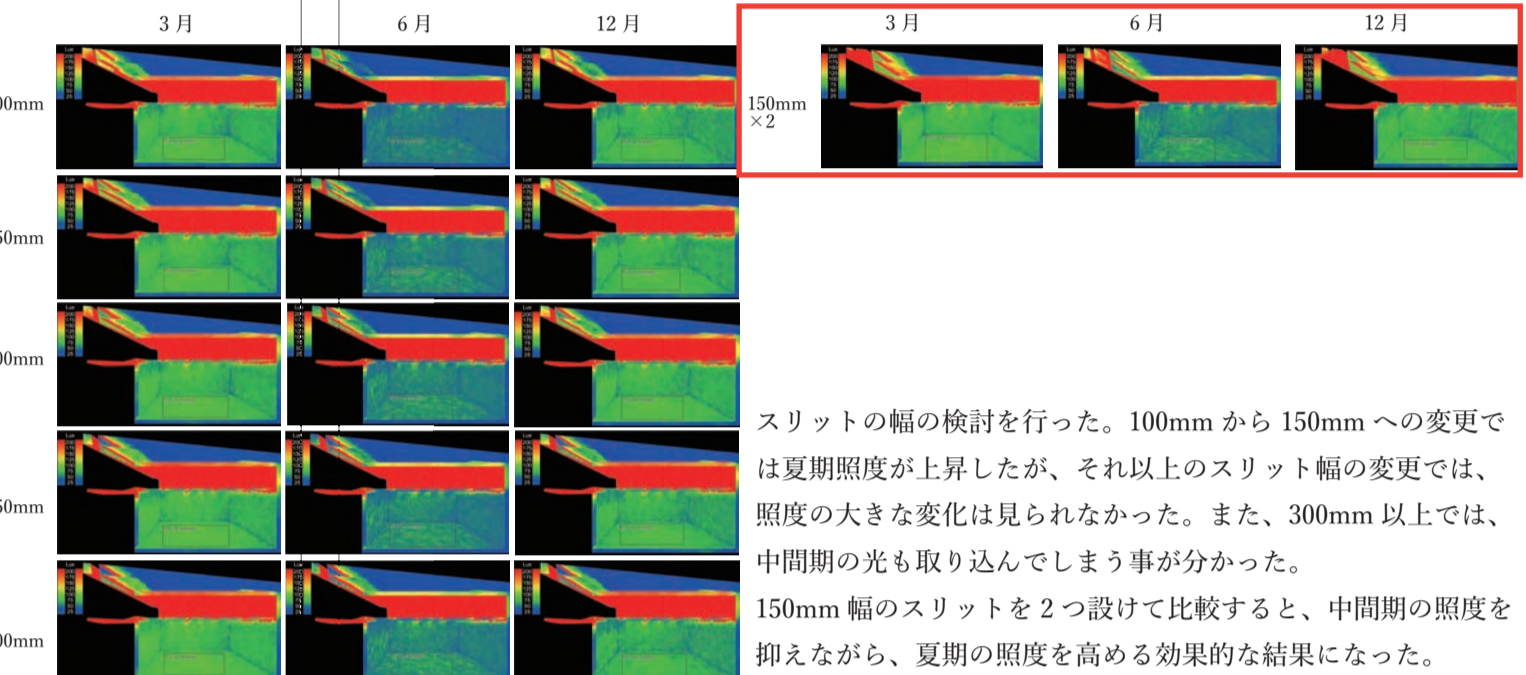 3月 6月 12月
3月 6月 12月
00mm
150mm
×2
50mm
00mm
50mm
00mm
スリットの幅の検討を行った。100mm から 150mm への変更で
は夏期照度が上昇したが、それ以上のスリット幅の変更では、
照度の大きな変化は見られなかった。また、300mm 以上では、
中間期の光も取り込んでしまう事が分かった。
150mm 幅のスリットを 2 つ設けて比較すると、中間期の照度を
抑えながら、夏期の照度を高める効果的な結果になった。